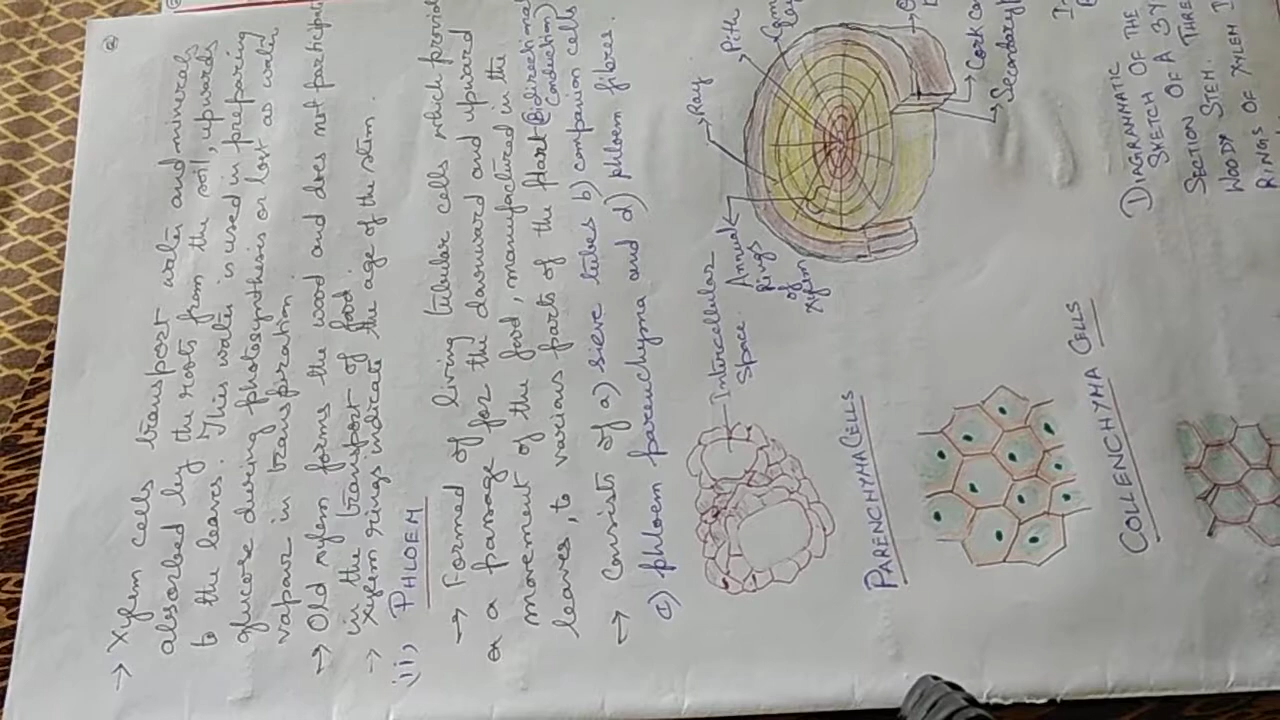 ②
→ Xylem cells transport water and minerals
absorbed by the roots from the soil, upwards
to the leaves. This water is used in preparing
glucose during photosynthesis or lost as water
vapour in transpiration.
→ Old xylem forms the wood and does not participa
in the transport of food.
→ Xylem rings indicate the age of the stem.
(ii) PHLOEM
→ Formed of living tubular cells which provid
a passage for the downward and upward
movement of the food, manufactured in the
leaves, to various parts of the plant (Bidirectional
Conduction)
→ Consists of a) sieve tubes b) companion cells
c) phloem parenchyma and d) phloem fibres.
Intercellular
Space.
PARENCHYMA CELLS
COLLENCHYMA CELLS
Annual
Rings
of
Xylem
Ray
Pith
Cork Ca
Secondary
DIAGRAMMATIC
SKETCH OF THE
SECTION OF A 3 Y
WOODY STEM. THRE
RINGS OF XYLEM